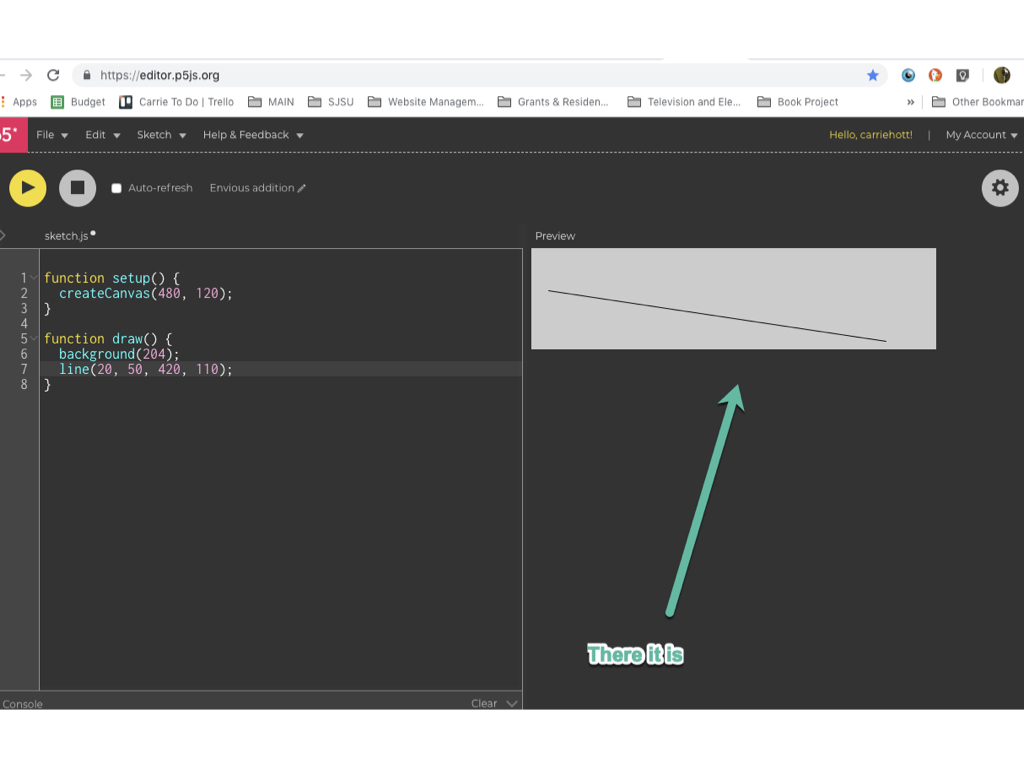 https://editor.p5js.org
Apps Budget Carrie To Do | Trello MAIN SJSU Website Managem... Grants & Residen... Television and Ele... Book Project » Other Bookmar
5* File Edit Sketch Help & Feedback Hello, carriehott! | My Account
Auto-refresh Envious addition
sketch.js Preview
1 function setup() {
2 createCanvas(480, 120);
3 }
4
5 function draw() {
6 background(204);
7 line(20, 50, 420, 110);
8 }
There it is
Console Clear